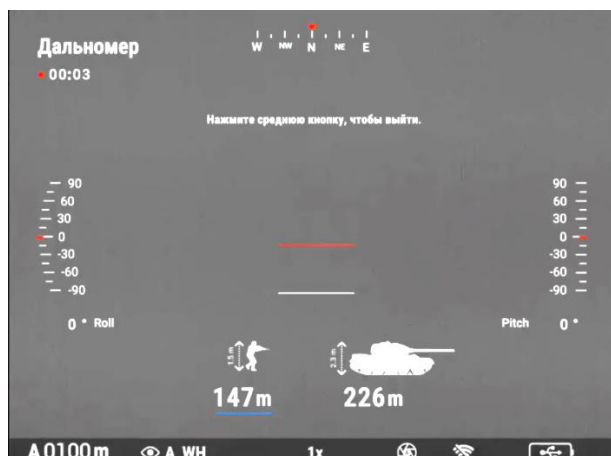 Дальномер
00:03
W NW N NE E
Нажмите среднюю кнопку, чтобы выйти.
90
60
30
0
-30
-60
-90
0 ° Roll
90
60
30
0
-30
-60
-90
Pitch 0 °
1.5 m
2.3 m
147m
226m
A 0100 m A WH 1x